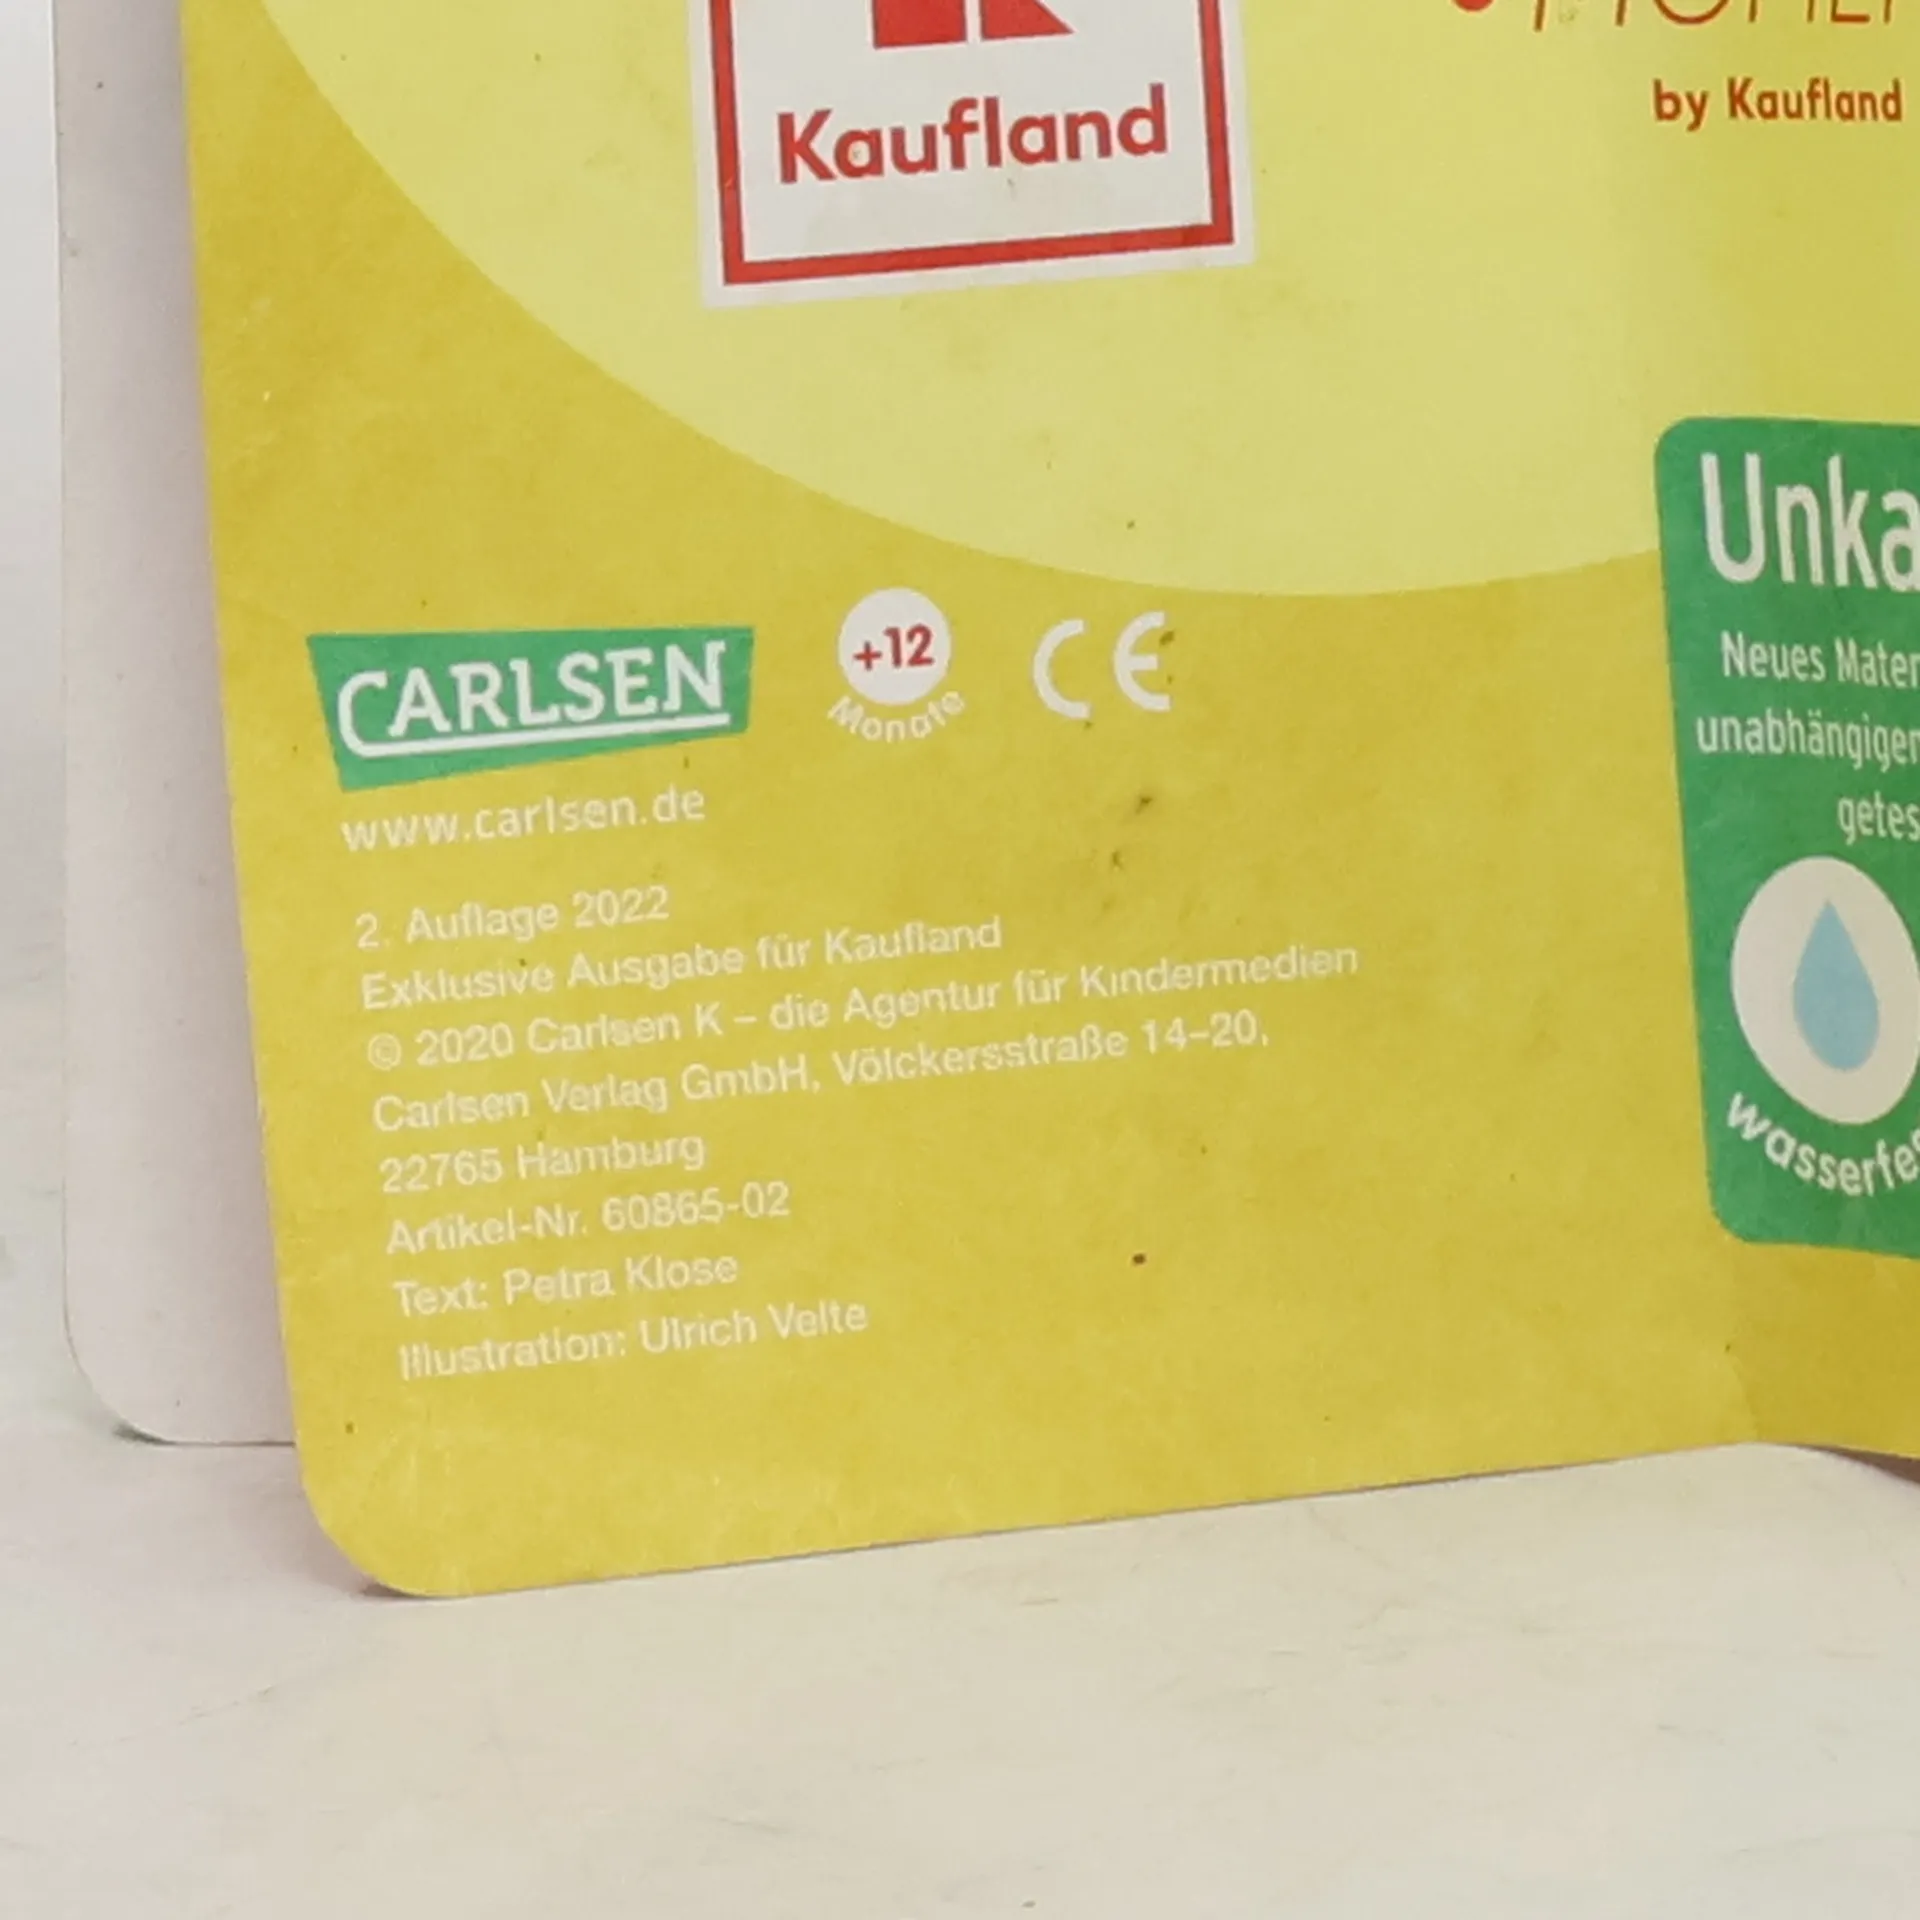 Kaufland
by Kaufland
CARLSEN
+12
Monate
CE
www.carlsen.de
2. Auflage 2022
Exklusive Ausgabe für Kaufland
© 2020 Carlsen K – die Agentur für Kindermedien
Carlsen Verlag GmbH, Völckersstraße 14–20,
22765 Hamburg
Artikel-Nr. 60865-02
Text: Petra Klose
Illustration: Ulrich Velte
Unka
Neues Mater
unabhängigen
getes
wasserfes